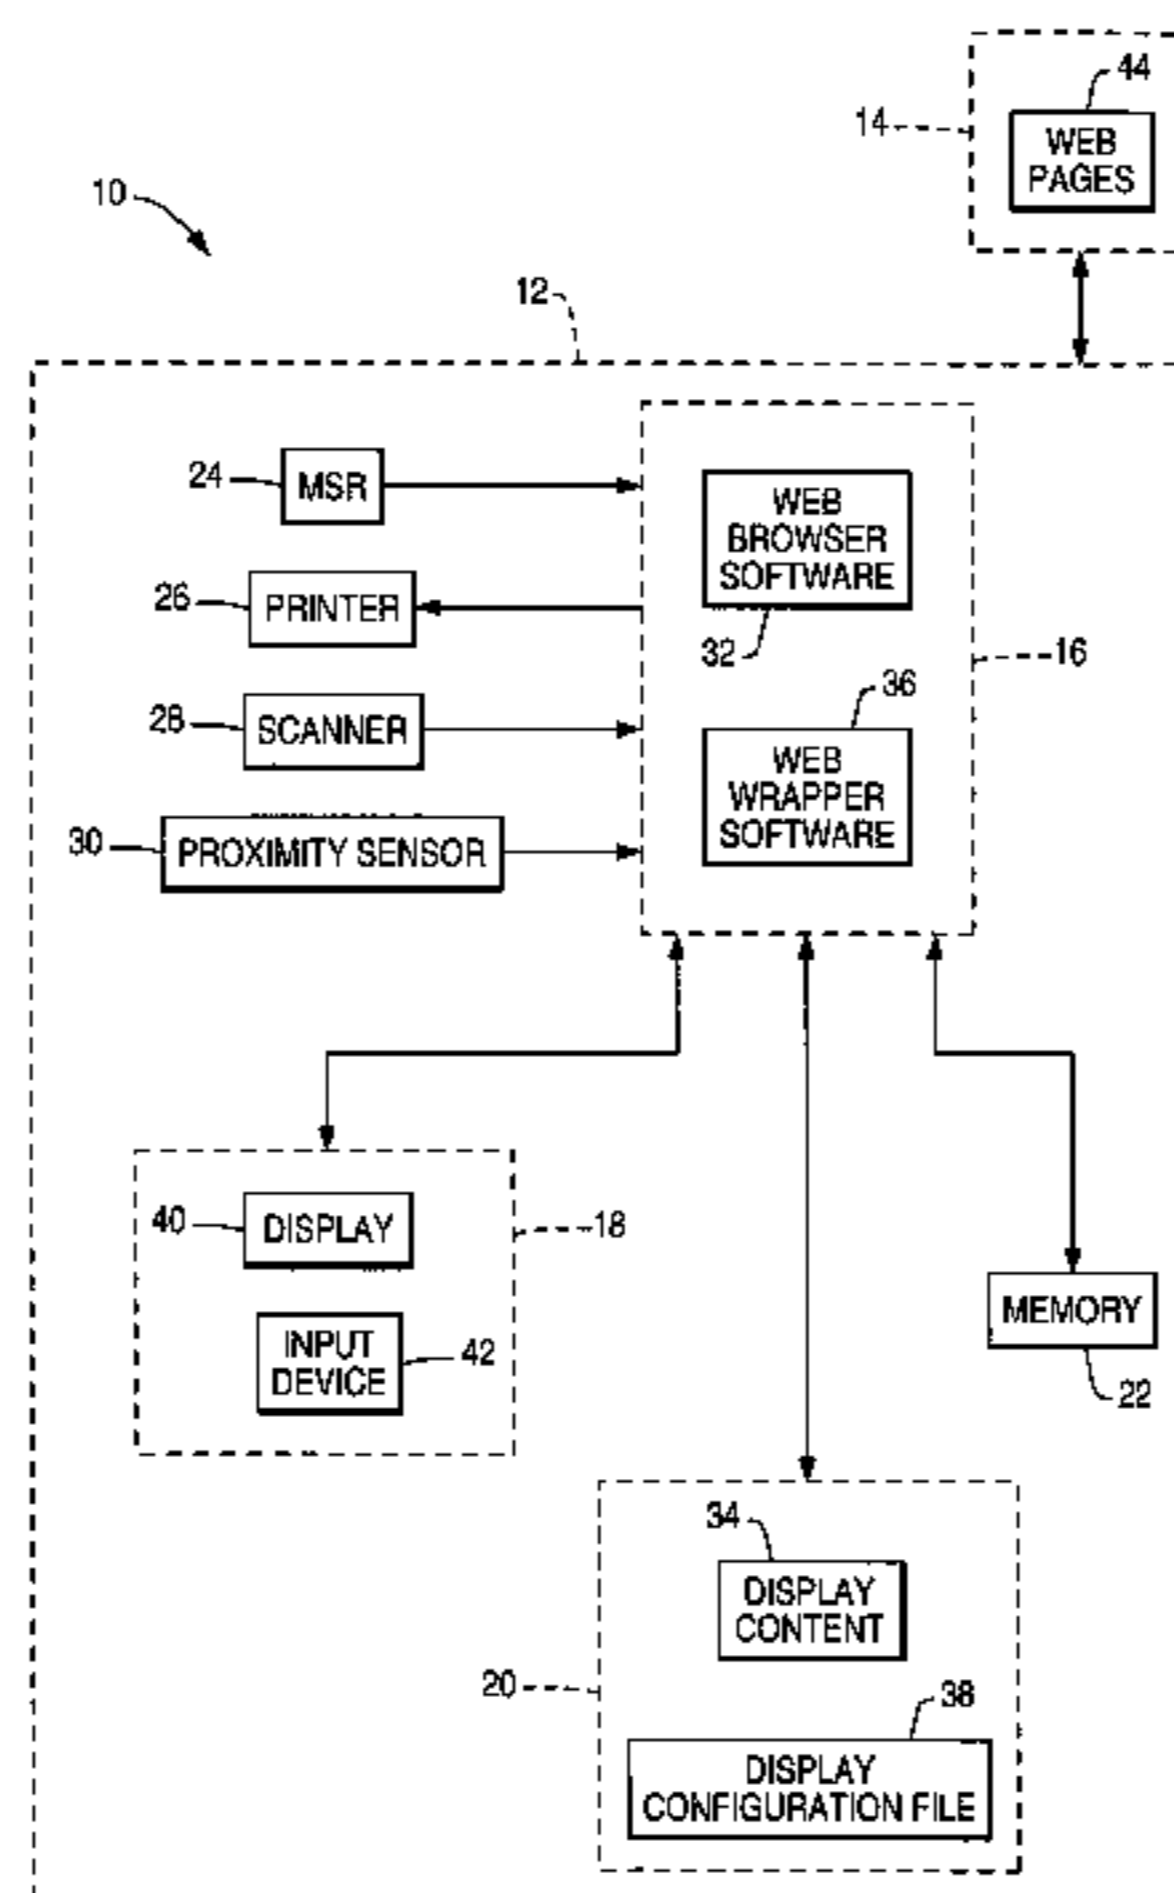 44
14
WEB
PAGES
10
12
24
MSR
WEB
BROWSER
SOFTWARE
26
PRINTER
32
16
36
28
SCANNER
WEB
WRAPPER
SOFTWARE
30
PROXIMITY SENSOR
40
DISPLAY
18
INPUT
DEVICE
42
MEMORY
22
34
DISPLAY
CONTENT
20
38
DISPLAY
CONFIGURATION FILE